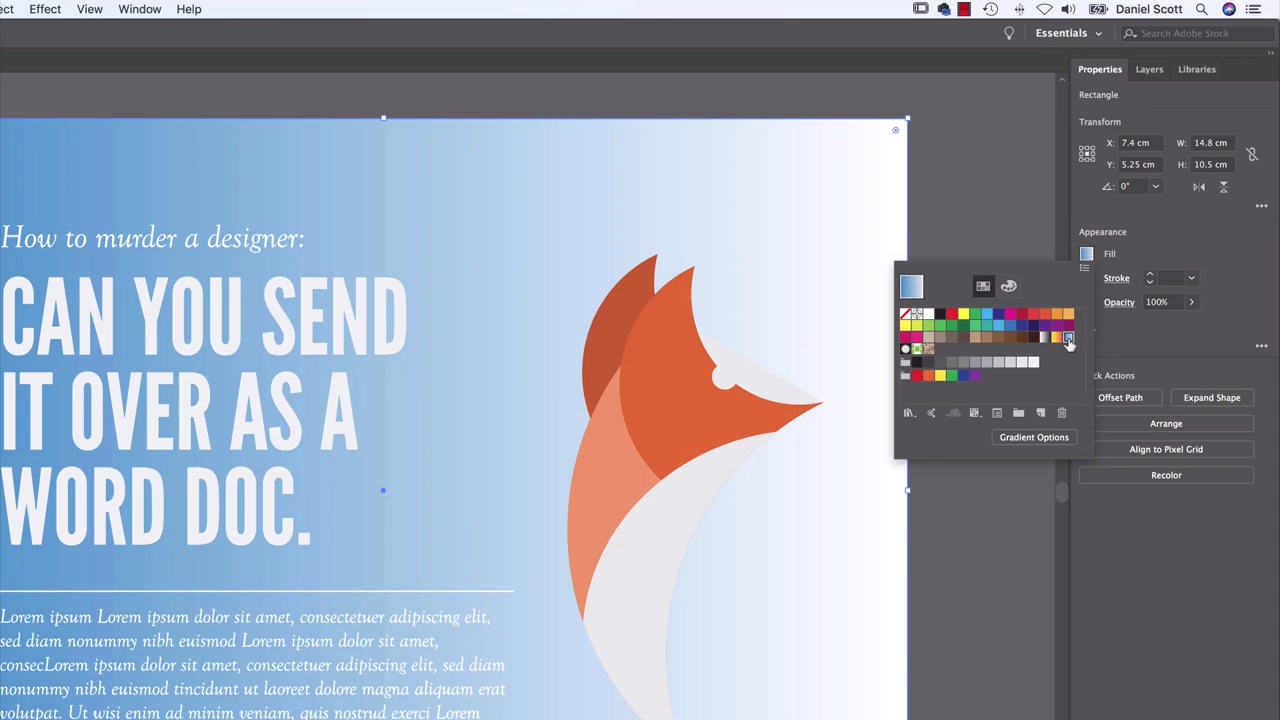 ect Effect View Window Help Daniel Scott
Essentials Search Adobe Stock
Properties Layers Libraries
Rectangle
Transform
X: 7.4 cm W: 14.8 cm
Y: 5.25 cm H: 10.5 cm
0°
Appearance
Fill
Stroke
Opacity 100%
ck Actions
Offset Path Expand Shape
Arrange
Align to Pixel Grid
Recolor
Gradient Options
How to murder a designer:
CAN YOU SEND
IT OVER AS A
WORD DOC.
Lorem ipsum Lorem ipsum dolor sit amet, consectetuer adipiscing elit,
sed diam nonummy nibh euismod Lorem ipsum dolor sit amet,
consecLorem ipsum dolor sit amet, consectetuer adipiscing elit, sed diam
nonummy nibh euismod tincidunt ut laoreet dolore magna aliquam erat
volutpat. Ut wisi enim ad minim veniam, quis nostrud exerci Lorem